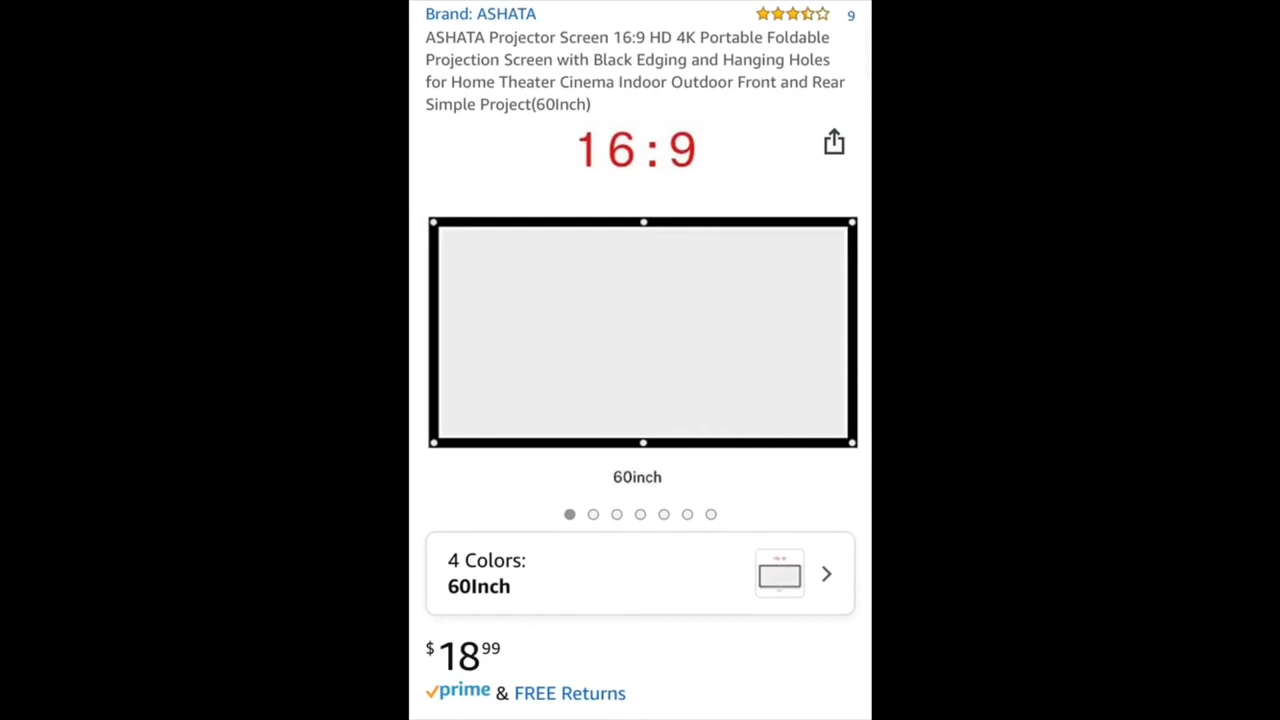 Brand: ASHATA 9
ASHATA Projector Screen 16:9 HD 4K Portable Foldable
Projection Screen with Black Edging and Hanging Holes
for Home Theater Cinema Indoor Outdoor Front and Rear
Simple Project(60Inch)
16:9
60inch
4 Colors:
60Inch
$1899
prime & FREE Returns